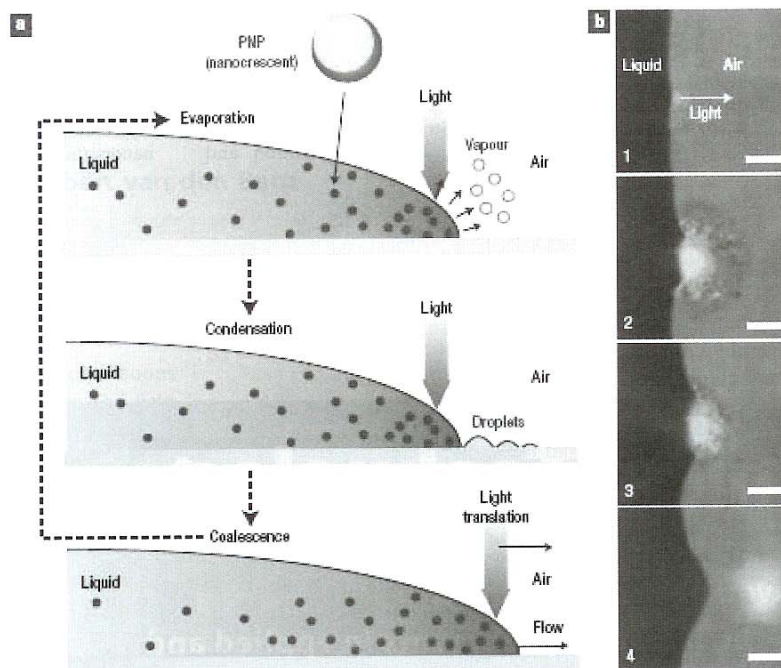 a
PNP
(nanocrescent)
Light
Evaporation
Vapour
Liquid
Air
Condensation
Light
Liquid
Air
Droplets
Light
translation
Coalescence
Liquid
Air
Flow
b
Liquid
Air
Light
1
2
3
4